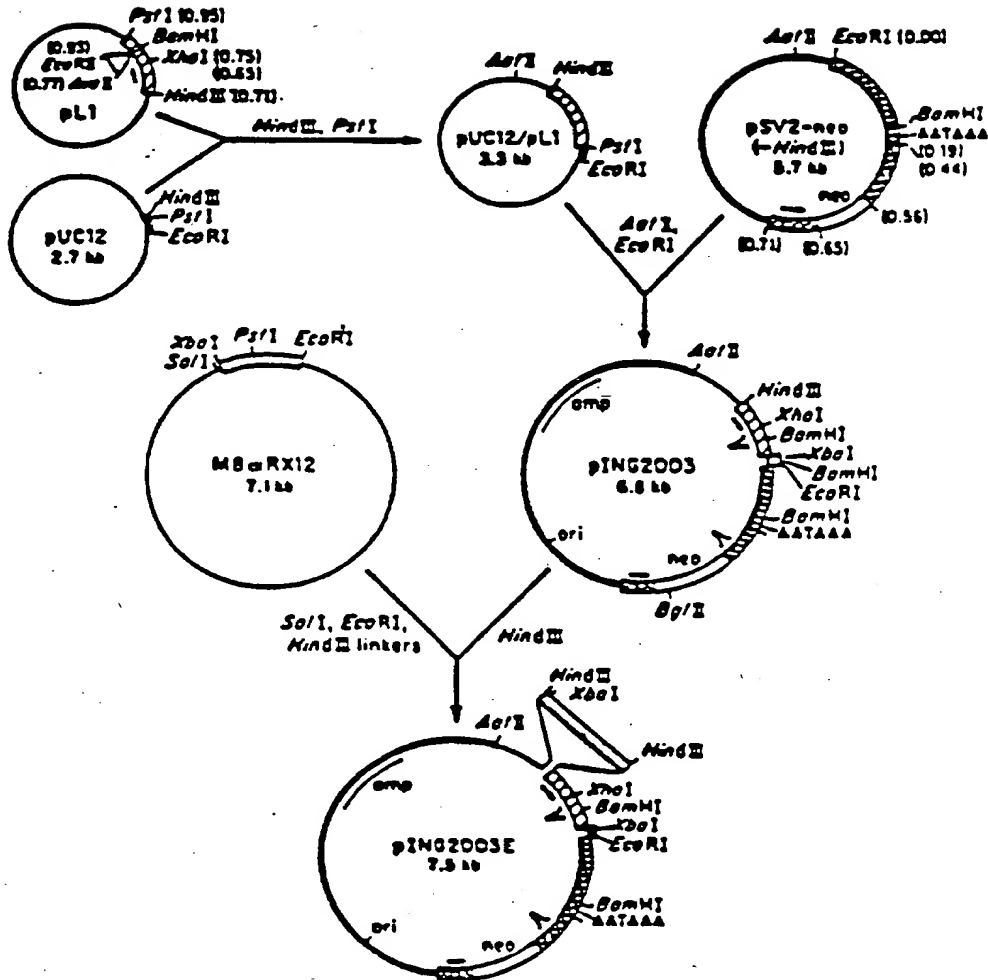 PstI (0.95)
BamHI
XhoI (0.75)
(0.65)
HindIII (0.71)
(0.93)
EcoRI
(0.77) AvaII
pL1
HindIII, PstI
HindIII
PstI
EcoRI
pUC12
2.7 kb
AatII
HindIII
pUC12/pL1
3.3 kb
PstI
EcoRI
AatII
EcoRI (0.00)
pSV2-neo
(-HindIII)
5.7 kb
BamHI
AATAAA
(0.19)
(0.44)
neo
(0.56)
(0.65)
(0.71)
AatII,
EcoRI
XbaI
SalI
PstI
EcoRI
M8αRX12
7.1 kb
AatII
HindIII
XhoI
BamHI
XbaI
BamHI
EcoRI
BamHI
AATAAA
amp
pING2003
6.8 kb
ori
neo
BglII
SalI, EcoRI,
HindIII linkers
HindIII
HindIII
XbaI
AatII
HindIII
amp
XhoI
BamHI
XbaI
EcoRI
pING2003E
7.5 kb
BamHI
AATAAA
ori
neo